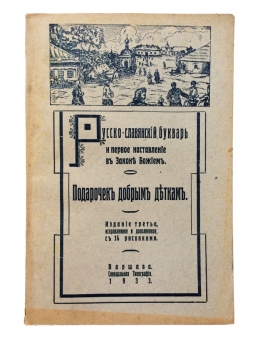 Русско-славянскій букварь
и первое наставленіе
въ Законѣ Божіемъ.
Подарочекъ добрымъ дѣткамъ.
Изданіе третье,
исправленное и дополненное,
съ 14 рисунками.
Варшава.
Синодальная Типографія.
1933.